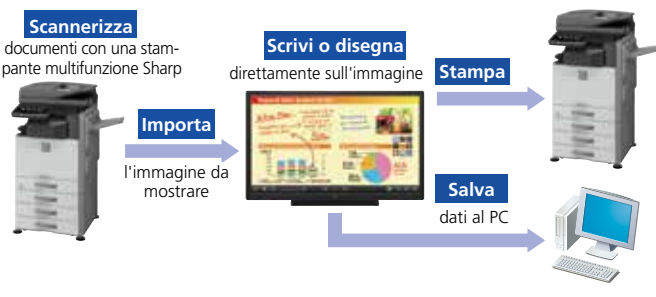 Scannerizza
documenti con una stam-
pante multifunzione Sharp
Importa
l'immagine da
mostrare
Scrivi o disegna
direttamente sull'immagine
Stampa
Salva
dati al PC